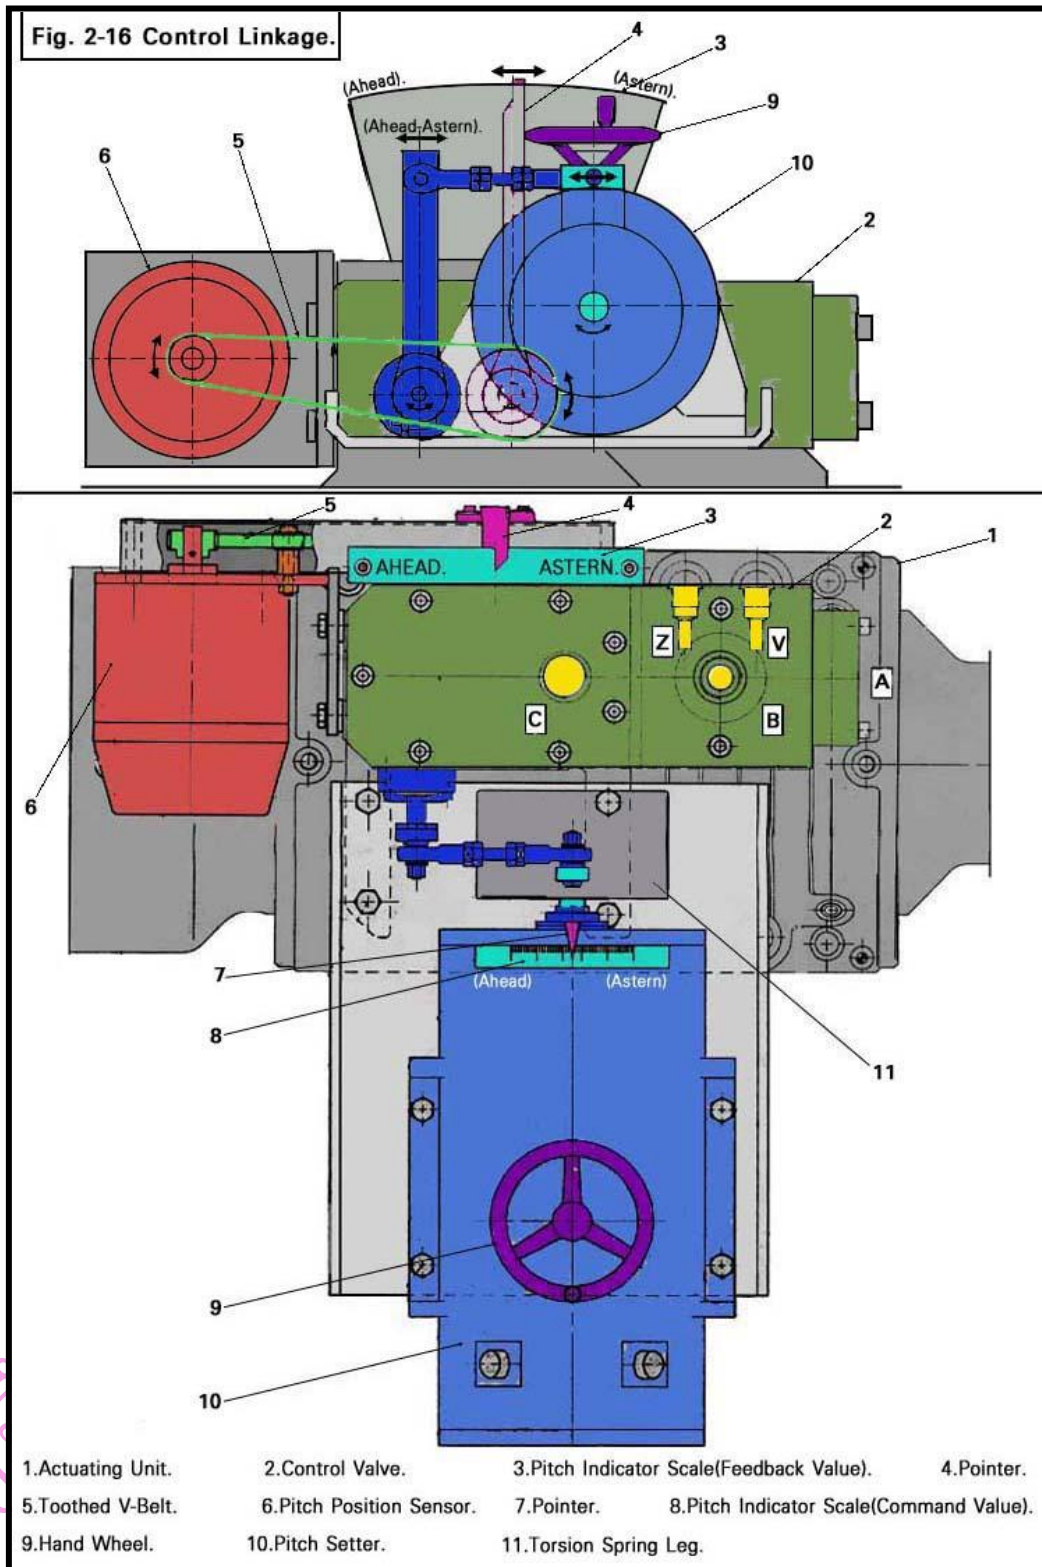 Fig. 2-16 Control Linkage.
4
3
(Ahead).
(Astern).
9
(Ahead-Astern).
5
6
10
2
5
4
3
2
1
AHEAD.
ASTERN.
Z
V
A
C
B
6
7
(Ahead)
(Astern)
8
11
9
10
1.Actuating Unit.
2.Control Valve.
3.Pitch Indicator Scale(Feedback Value).
4.Pointer.
5.Toothed V-Belt.
6.Pitch Position Sensor.
7.Pointer.
8.Pitch Indicator Scale(Command Value).
9.Hand Wheel.
10.Pitch Setter.
11.Torsion Spring Leg.